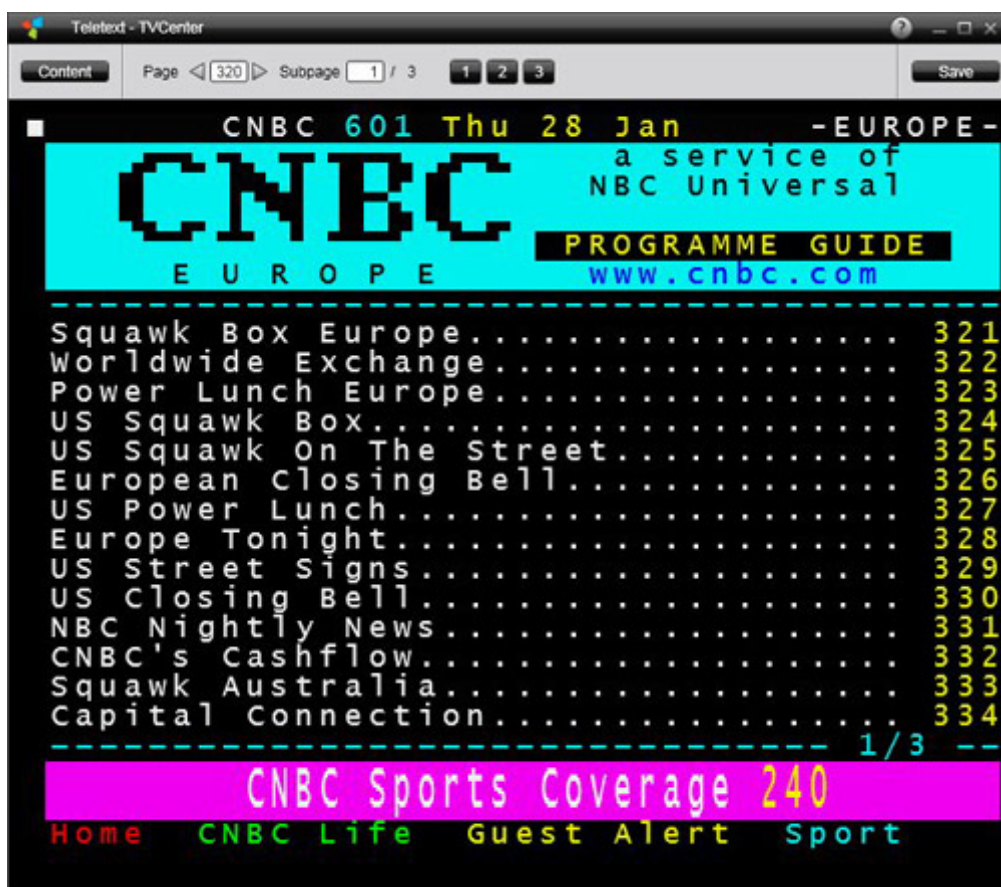 Teletext - TVCenter ?
Content Page 320 Subpage 1 / 3 1 2 3 Save
CNBC 601 Thu 28 Jan -EUROPE-
CNBC
EUROPE
a service of
NBC Universal
PROGRAMME GUIDE
www.cnbc.com
Squawk Box Europe.................. 321
Worldwide Exchange................. 322
Power Lunch Europe................. 323
US Squawk Box...................... 324
US Squawk On The Street............ 325
European Closing Bell.............. 326
US Power Lunch..................... 327
Europe Tonight..................... 328
US Street Signs.................... 329
US Closing Bell.................... 330
NBC Nightly News................... 331
CNBC's Cashflow.................... 332
Squawk Australia................... 333
Capital Connection................. 334
1/3
CNBC Sports Coverage 240
Home CNBC Life Guest Alert Sport